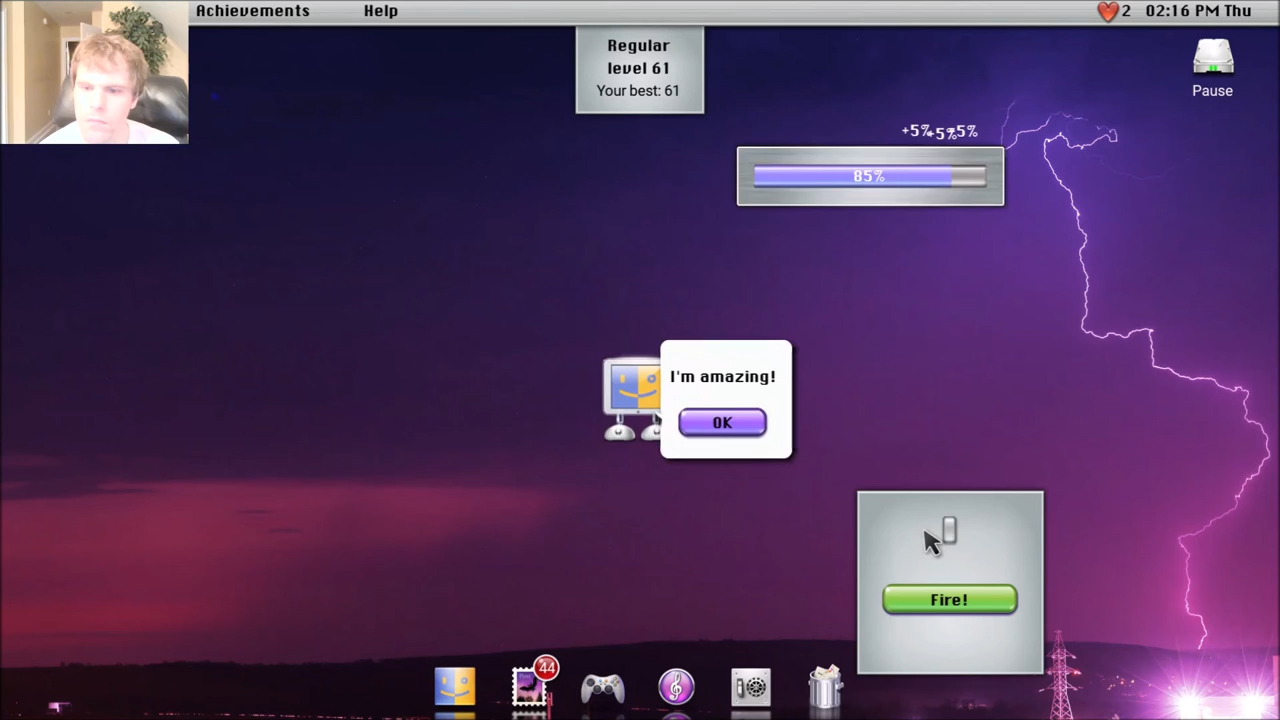 Achievements Help 2 02:16 PM Thu
Regular
level 61
Your best: 61
Pause
+5% +5% +5%
85%
I'm amazing!
OK
Fire!
44